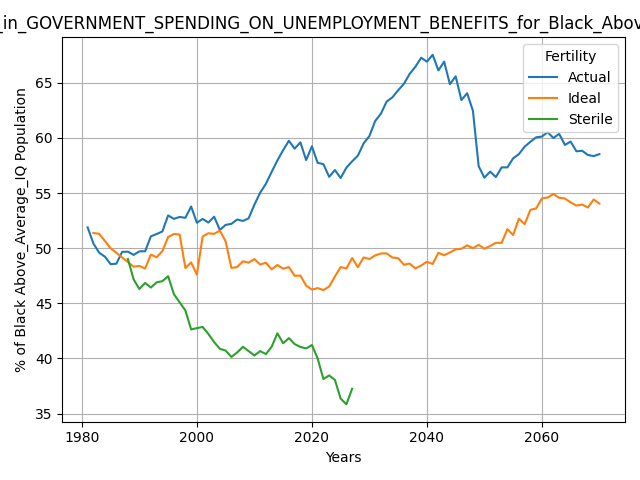 _in_GOVERNMENT_SPENDING_ON_UNEMPLOYMENT_BENEFITS_for_Black_Abov
Fertility
Actual
Ideal
Sterile
% of Black Above_Average_IQ Population
65
60
55
50
45
40
35
1980
2000
2020
2040
2060
Years